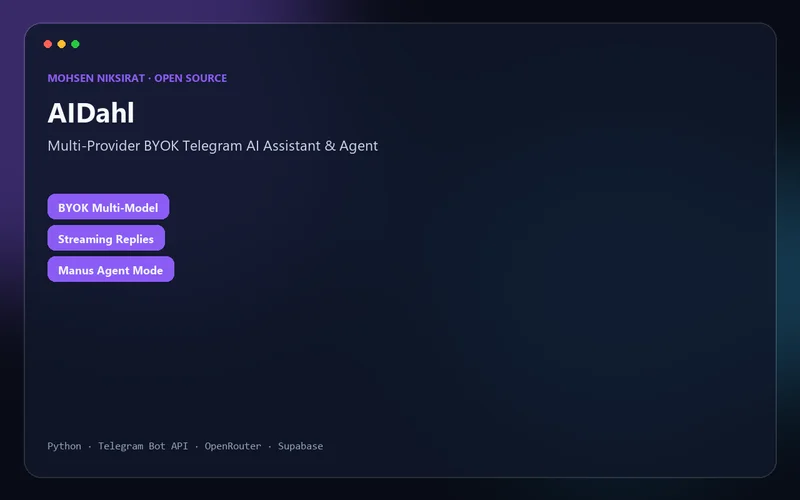 MOHSEN NIKSIRAT · OPEN SOURCE
AIDahl
Multi-Provider BYOK Telegram AI Assistant & Agent
BYOK Multi-Model
Streaming Replies
Manus Agent Mode
Python · Telegram Bot API · OpenRouter · Supabase